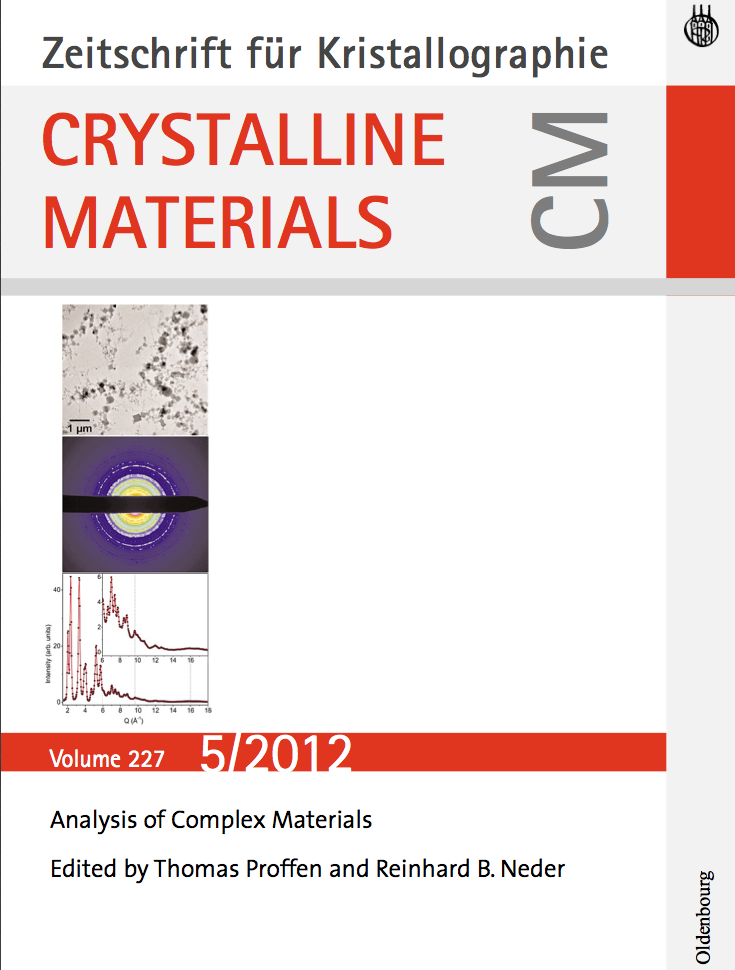 Zeitschrift für Kristallographie
CRYSTALLINE
MATERIALS
CM
1 µm
Intensity (arb. units)
40
20
0
2 4 6 8 10 12 14 16 18
Q (Å⁻¹)
6
4
2
0
6 8 10 12 14 16
Volume 227 5/2012
Analysis of Complex Materials
Edited by Thomas Proffen and Reinhard B. Neder
Oldenbourg